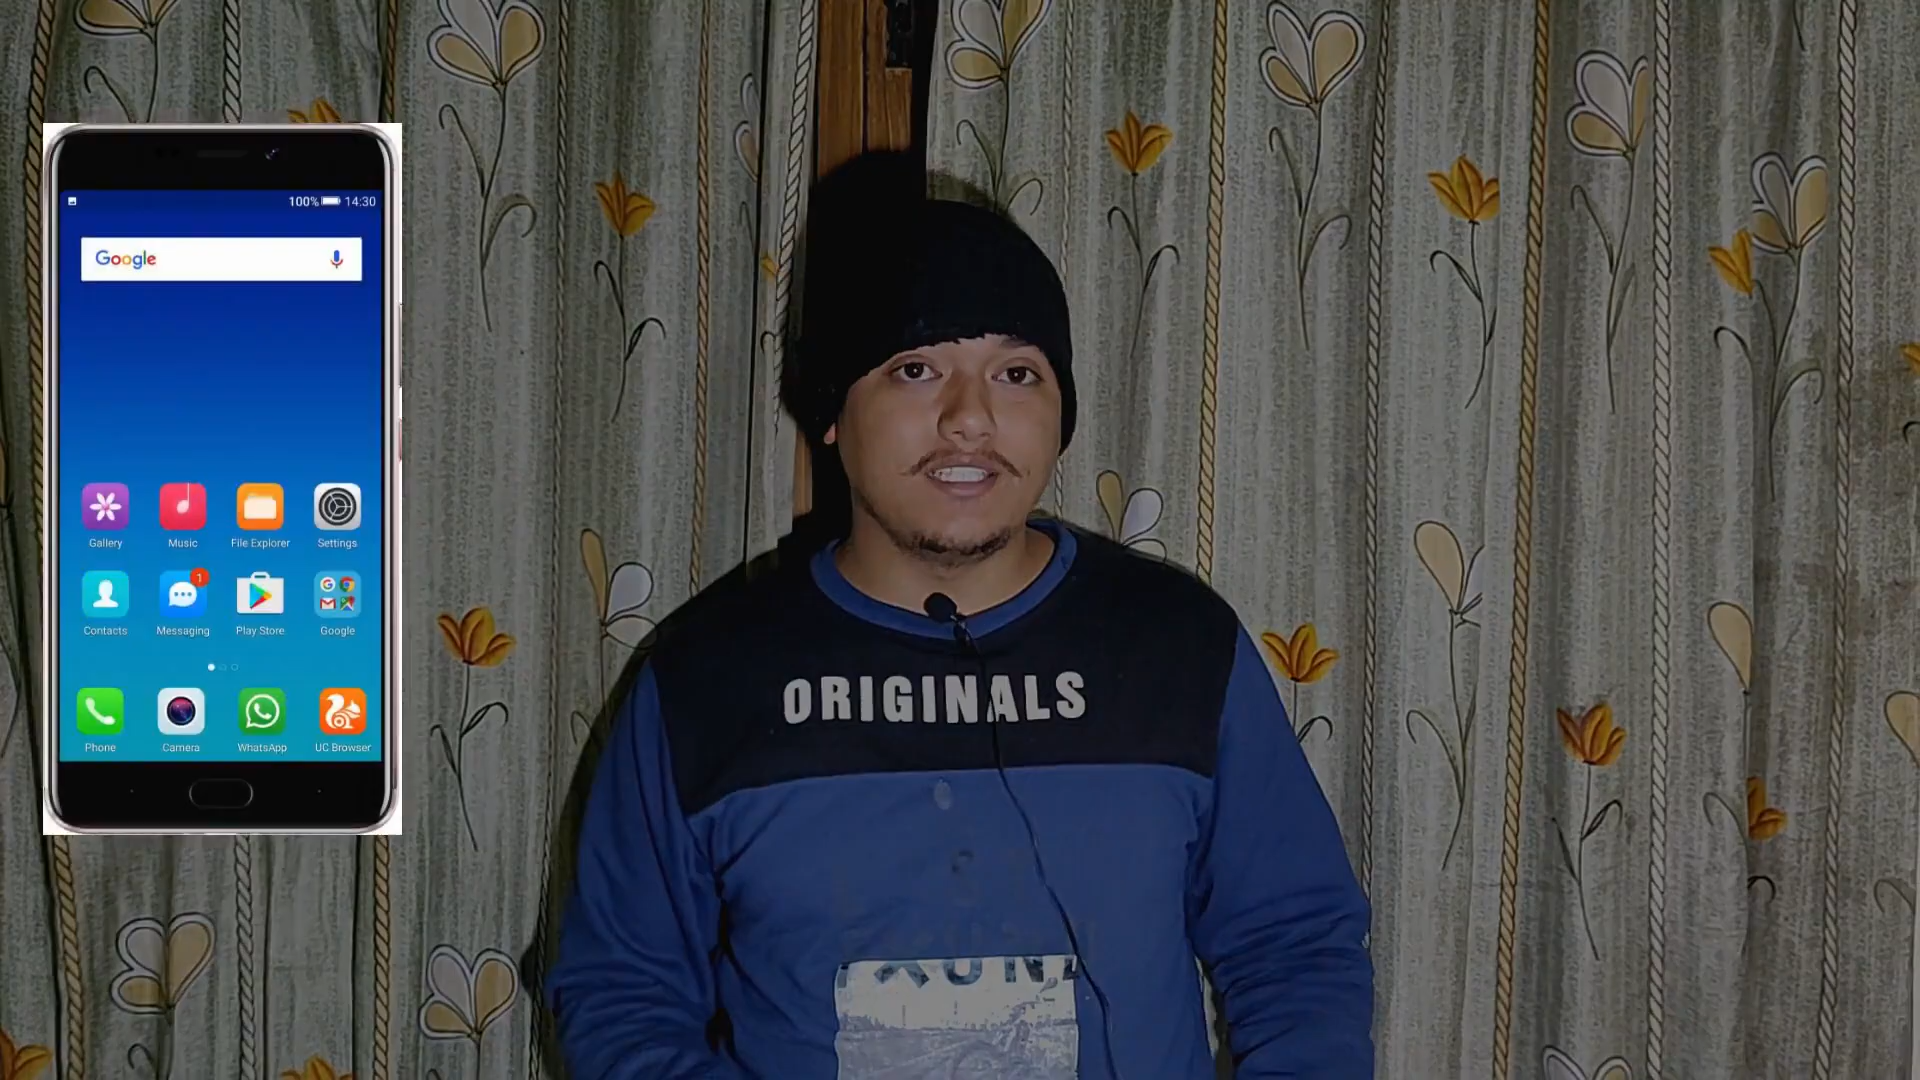 100% 14:30
Google
Gallery Music File Explorer Settings
1
Contacts Messaging Play Store Google
Phone Camera WhatsApp UC Browser
ORIGINALS